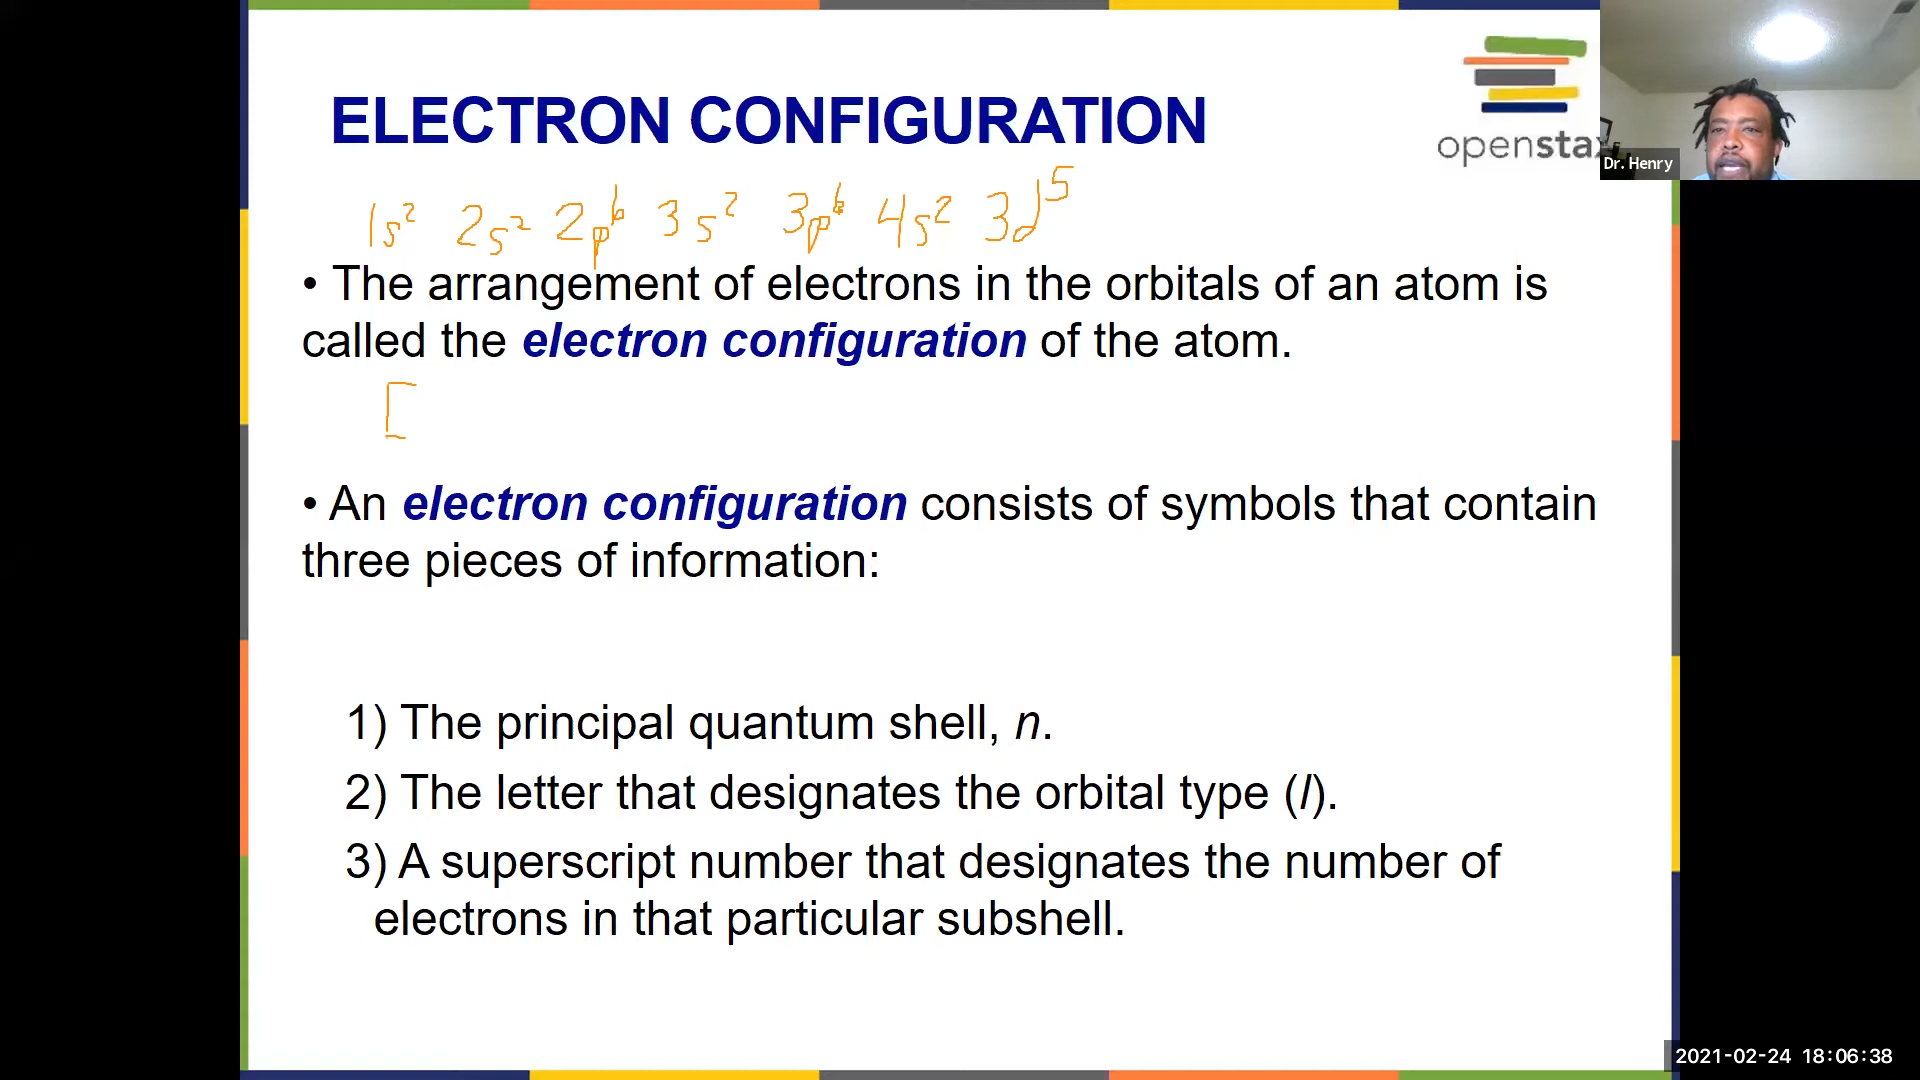 ELECTRON CONFIGURATION
openstax
Dr. Henry
1s² 2s² 2p⁶ 3s² 3p⁶ 4s² 3d⁵
• The arrangement of electrons in the orbitals of an atom is
called the electron configuration of the atom.
[
• An electron configuration consists of symbols that contain
three pieces of information:
1) The principal quantum shell, n.
2) The letter that designates the orbital type (l).
3) A superscript number that designates the number of
electrons in that particular subshell.
2021-02-24 18:06:38